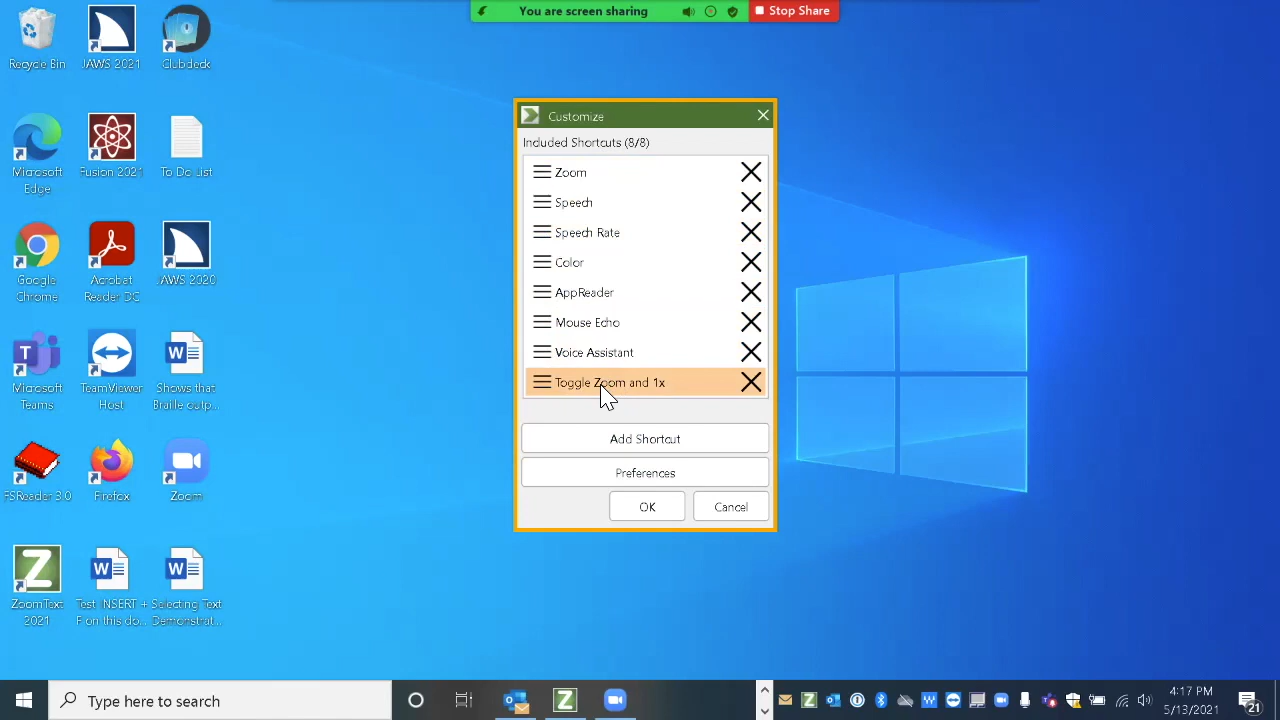 You are screen sharing
Stop Share
Recycle Bin
JAWS 2021
Clubdeck
Microsoft
Edge
Fusion 2021
To Do List
Google
Chrome
Acrobat
Reader DC
JAWS 2020
Microsoft
Teams
TeamViewer
Host
Shows that
Braille outp...
FSReader 3.0
Firefox
Zoom
ZoomText
2021
Test INSERT +
F on this do...
Selecting Text
Demonstrat...
Customize
Included Shortcuts (8/8)
Zoom
Speech
Speech Rate
Color
AppReader
Mouse Echo
Voice Assistant
Toggle Zoom and 1x
Add Shortcut
Preferences
OK
Cancel
Type here to search
4:17 PM
5/13/2021
21